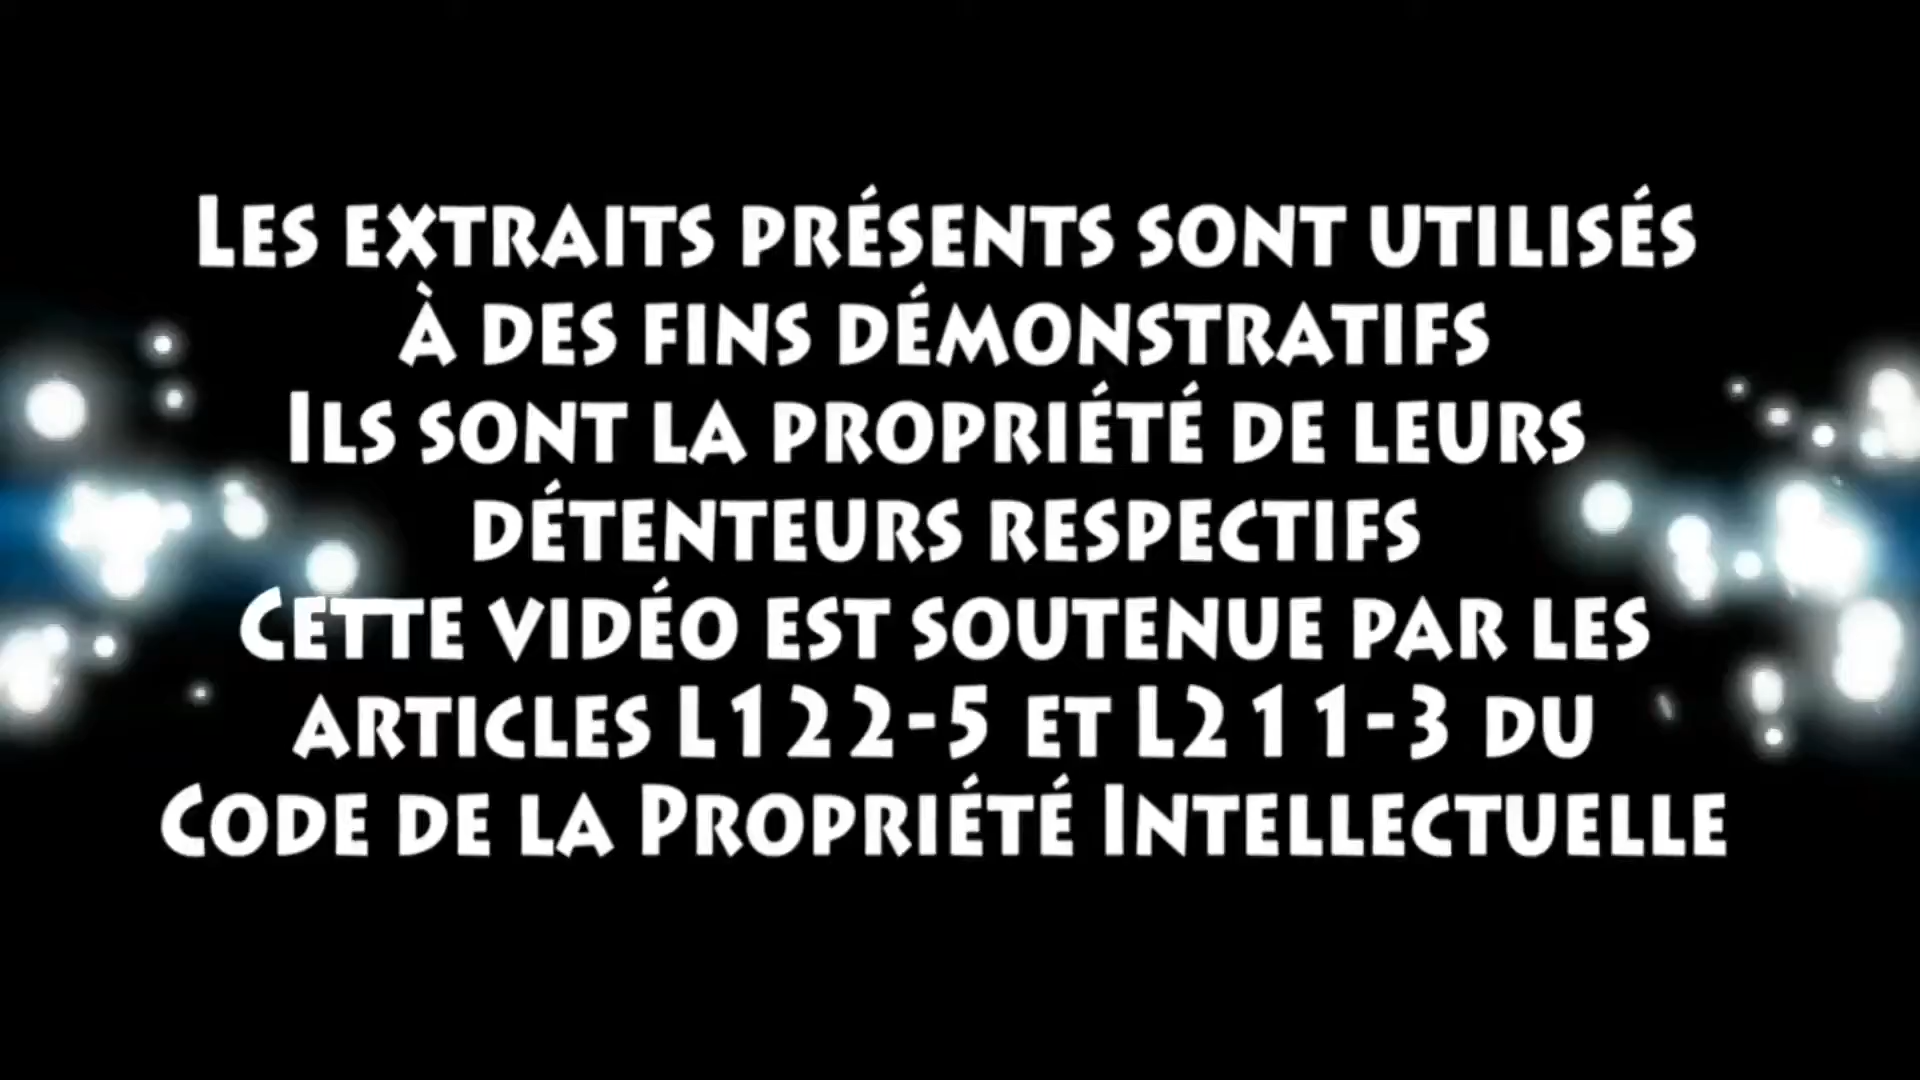 Les extraits présents sont utilisés
à des fins démonstratifs
Ils sont la propriété de leurs
détenteurs respectifs
Cette vidéo est soutenue par les
articles L122-5 et L211-3 du
Code de la Propriété Intellectuelle